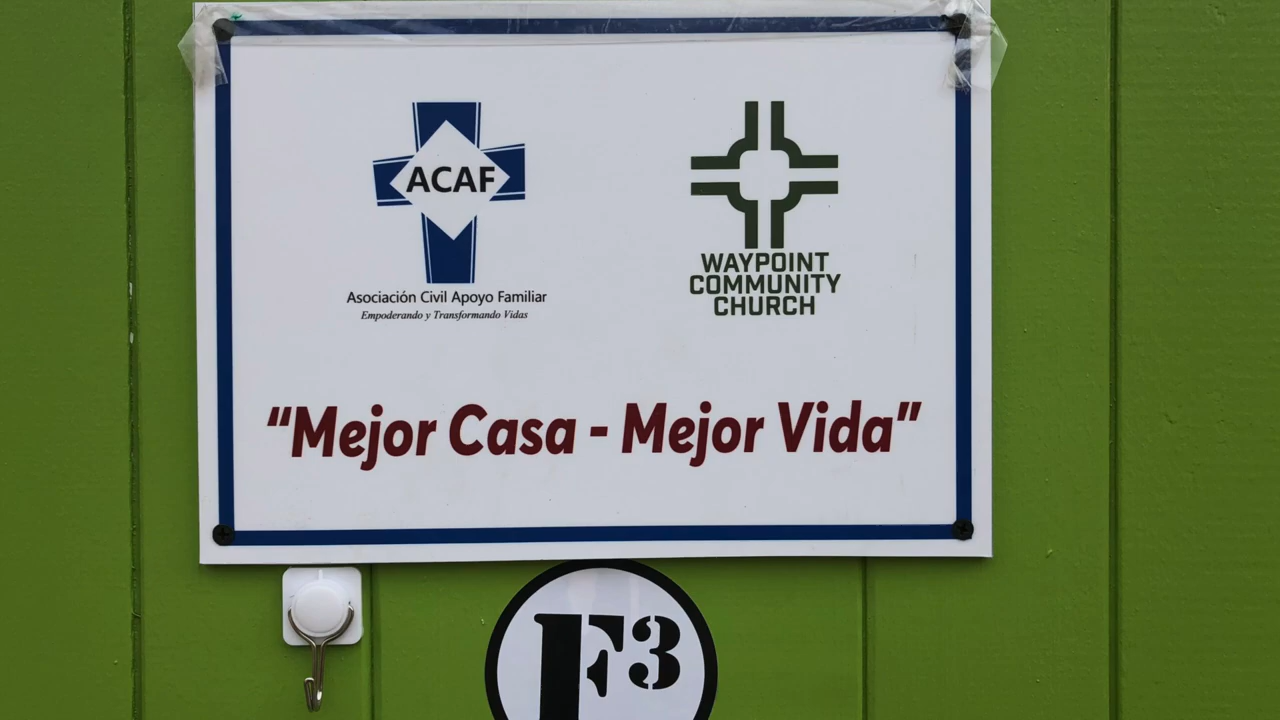 ACAF
Asociación Civil Apoyo Familiar
Empoderando y Transformando Vidas
WAYPOINT
COMMUNITY
CHURCH
“Mejor Casa - Mejor Vida”
F3